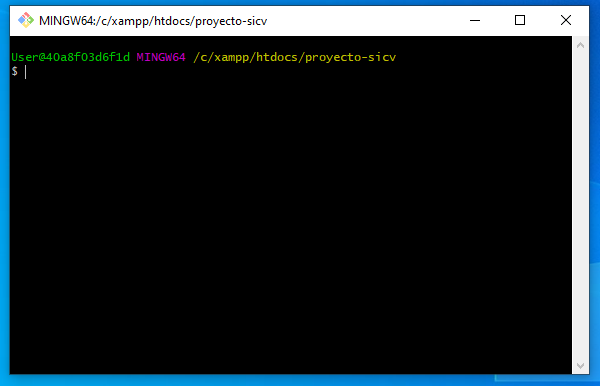 MINGW64:/c/xampp/htdocs/proyecto-sicv
User@40a8f03d6f1d MINGW64 /c/xampp/htdocs/proyecto-sicv
$